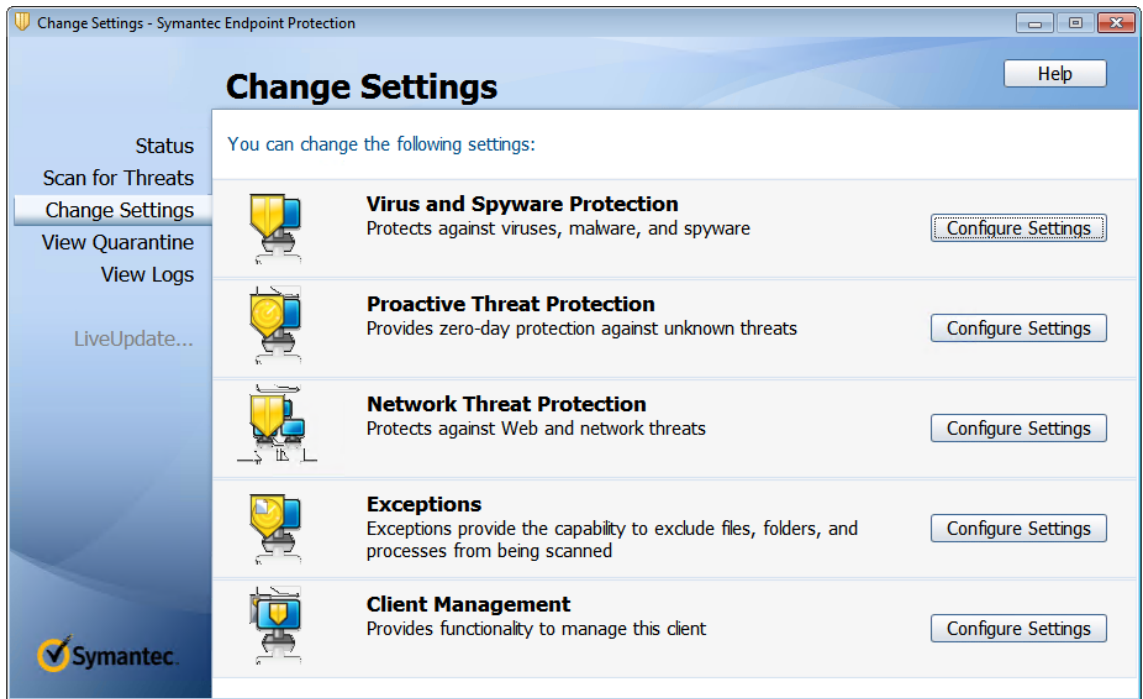 Change Settings - Symantec Endpoint Protection
Change Settings
Help
Status
Scan for Threats
Change Settings
View Quarantine
View Logs
LiveUpdate...
You can change the following settings:
Virus and Spyware Protection
Protects against viruses, malware, and spyware
Configure Settings
Proactive Threat Protection
Provides zero-day protection against unknown threats
Configure Settings
Network Threat Protection
Protects against Web and network threats
Configure Settings
Exceptions
Exceptions provide the capability to exclude files, folders, and
processes from being scanned
Configure Settings
Client Management
Provides functionality to manage this client
Configure Settings
Symantec.